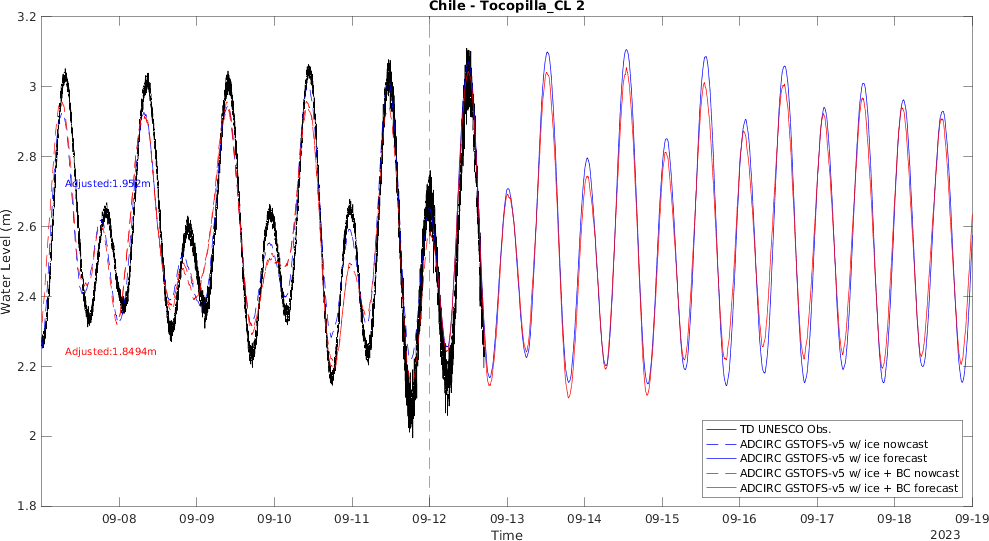 Chile - Tocopilla_CL 2
3.2
3
2.8
2.6
2.4
2.2
2
1.8
Water Level (m)
Adjusted:1.952m
Adjusted:1.8494m
TD UNESCO Obs.
ADCIRC GSTOFS-v5 w/ ice nowcast
ADCIRC GSTOFS-v5 w/ ice forecast
ADCIRC GSTOFS-v5 w/ ice + BC nowcast
ADCIRC GSTOFS-v5 w/ ice + BC forecast
09-08 09-09 09-10 09-11 09-12 09-13 09-14 09-15 09-16 09-17 09-18 09-19
Time
2023